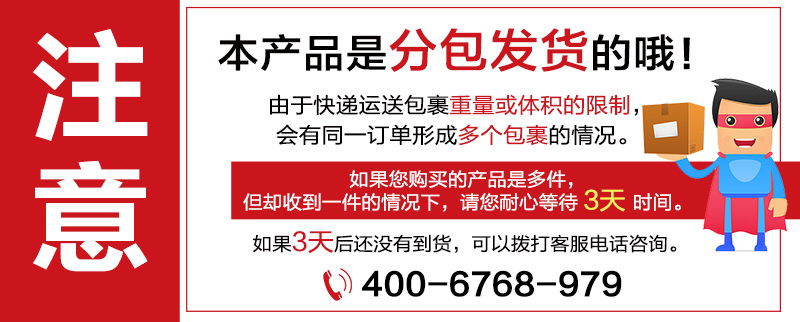 注意
本产品是分包发货的哦！
由于快递运送包裹重量或体积的限制，
会有同一订单形成多个包裹的情况。
如果您购买的产品是多件，
但却收到一件的情况下，请您耐心等待 3天 时间。
如果3天后还没有到货，可以拨打客服电话咨询。
400-6768-979